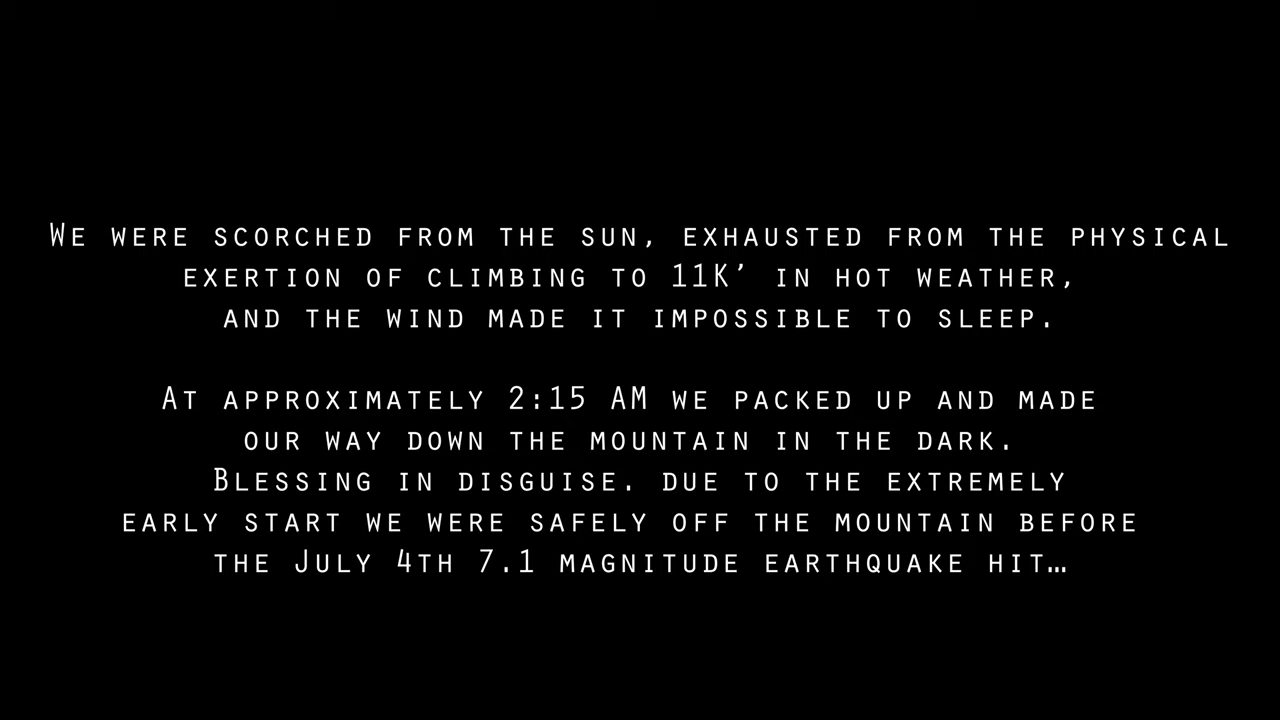 We were scorched from the sun, exhausted from the physical
exertion of climbing to 11K’ in hot weather,
and the wind made it impossible to sleep.
At approximately 2:15 AM we packed up and made
our way down the mountain in the dark.
Blessing in disguise. due to the extremely
early start we were safely off the mountain before
the July 4th 7.1 magnitude earthquake hit…